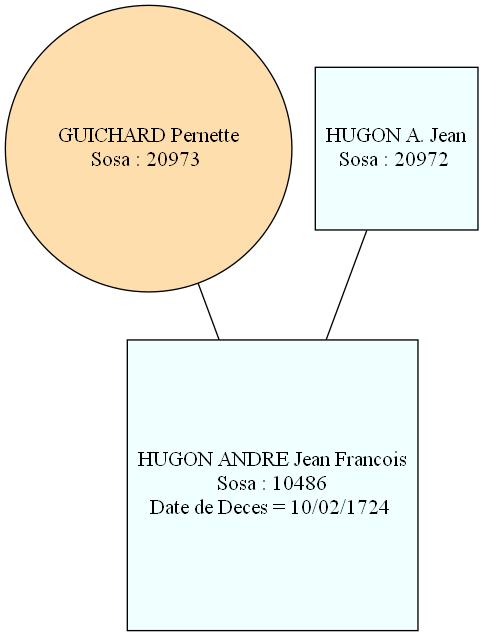 GUICHARD Pernette
Sosa : 20973
HUGON A. Jean
Sosa : 20972
HUGON ANDRE Jean Francois
Sosa : 10486
Date de Deces = 10/02/1724